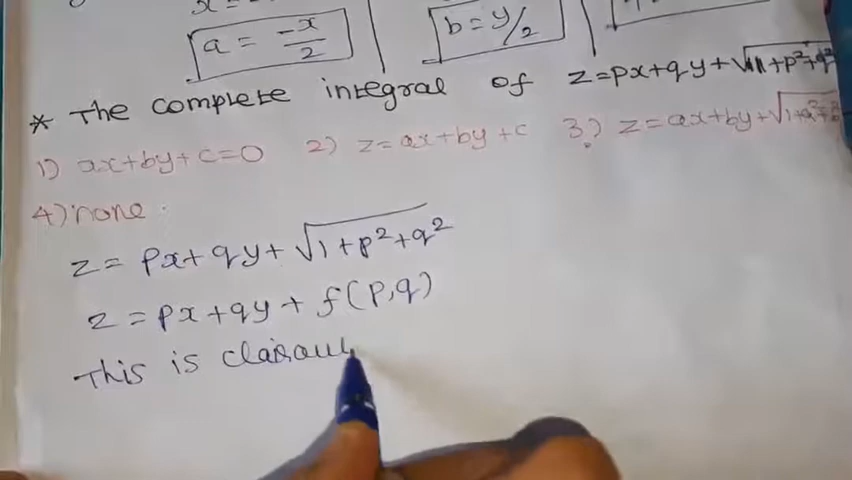 a = -x/2 b = y/2
* The complete integral of z=px+qy+√1+p²+q²
1) ax+by+c=0 2) z=ax+by+c 3) z=ax+by+√1+a²+b²
4) none
z = px+qy+√1+p²+q²
z = px+qy+f(p,q)
This is clairau